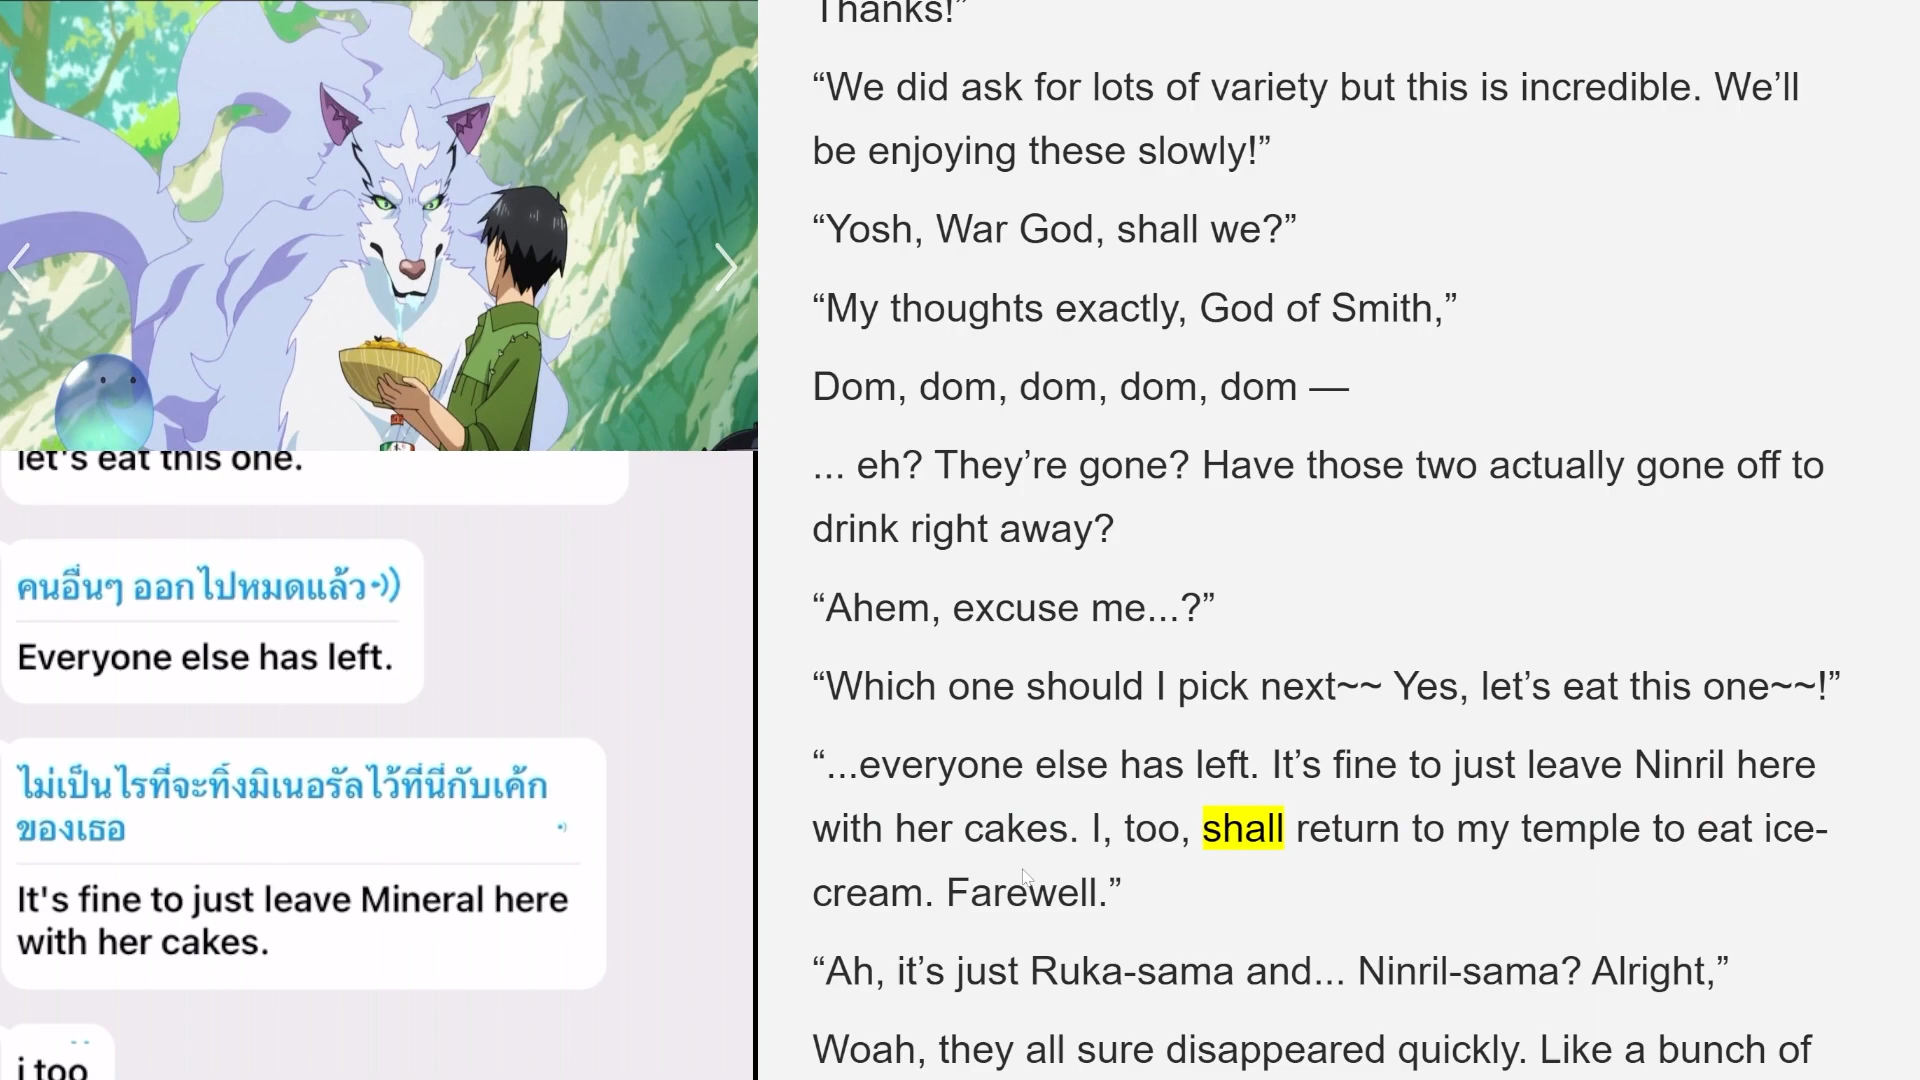 let's eat this one.
คนอื่นๆ ออกไปหมดแล้ว
Everyone else has left.
ไม่เป็นไรที่จะทิ้งมิเนอรัลไว้ที่นี่กับเค้ก
ของเธอ
It's fine to just leave Mineral here
with her cakes.
i too
Thanks!”
“We did ask for lots of variety but this is incredible. We’ll
be enjoying these slowly!”
“Yosh, War God, shall we?”
“My thoughts exactly, God of Smith,”
Dom, dom, dom, dom, dom —
... eh? They’re gone? Have those two actually gone off to
drink right away?
“Ahem, excuse me...?”
“Which one should I pick next~~ Yes, let’s eat this one~~!”
“...everyone else has left. It’s fine to just leave Ninril here
with her cakes. I, too, shall return to my temple to eat ice-
cream. Farewell.”
“Ah, it’s just Ruka-sama and... Ninril-sama? Alright,”
Woah, they all sure disappeared quickly. Like a bunch of